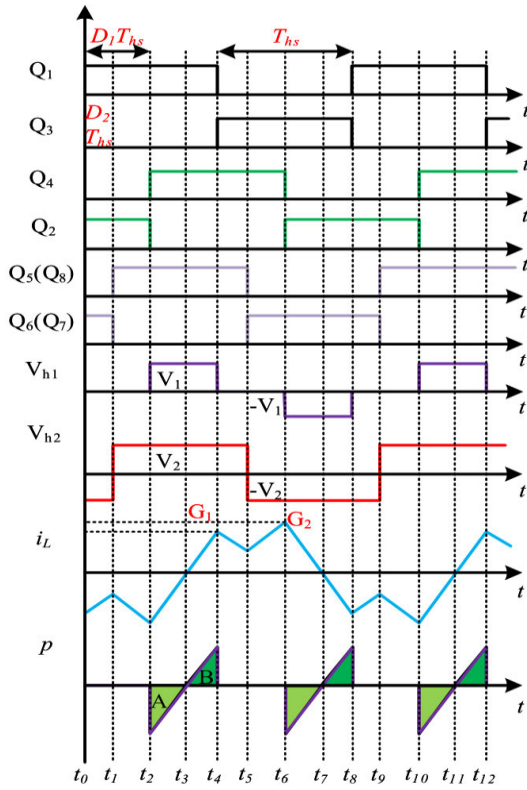 D₁Tₕₛ
Tₕₛ
Q₁
t
D₂
Tₕₛ
Q₃
t
Q₄
t
Q₂
t
Q₅(Q₈)
t
Q₆(Q₇)
t
Vₕ₁
V₁
-V₁
t
Vₕ₂
V₂
-V₂
t
G₁
G₂
i_L
t
p
A
B
t
t₀ t₁ t₂ t₃ t₄ t₅ t₆ t₇ t₈ t₉ t₁₀ t₁₁ t₁₂